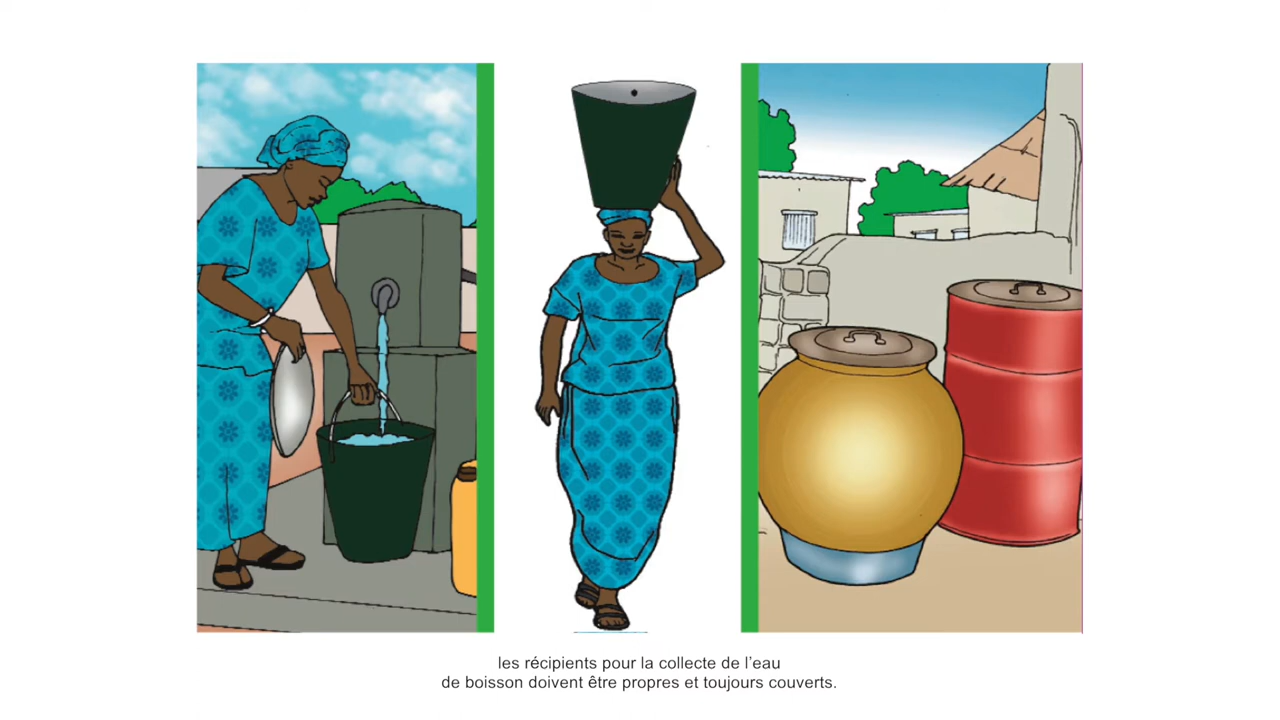 les récipients pour la collecte de l’eau
de boisson doivent être propres et toujours couverts.